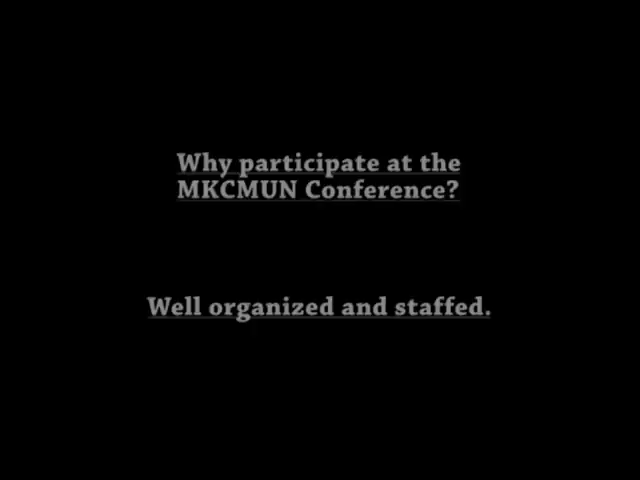 Why participate at the
MKCMUN Conference?
Well organized and staffed.